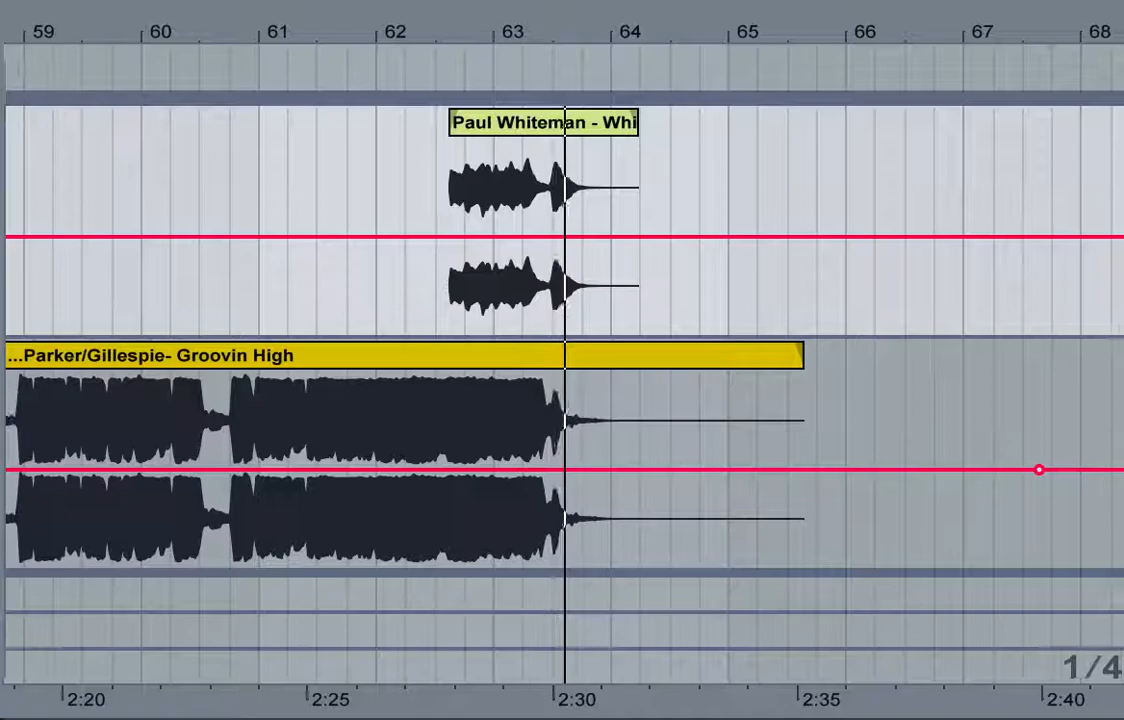 59 60 61 62 63 64 65 66 67 68
Paul Whiteman - Whi
...Parker/Gillespie- Groovin High
1/4
2:20 2:25 2:30 2:35 2:40